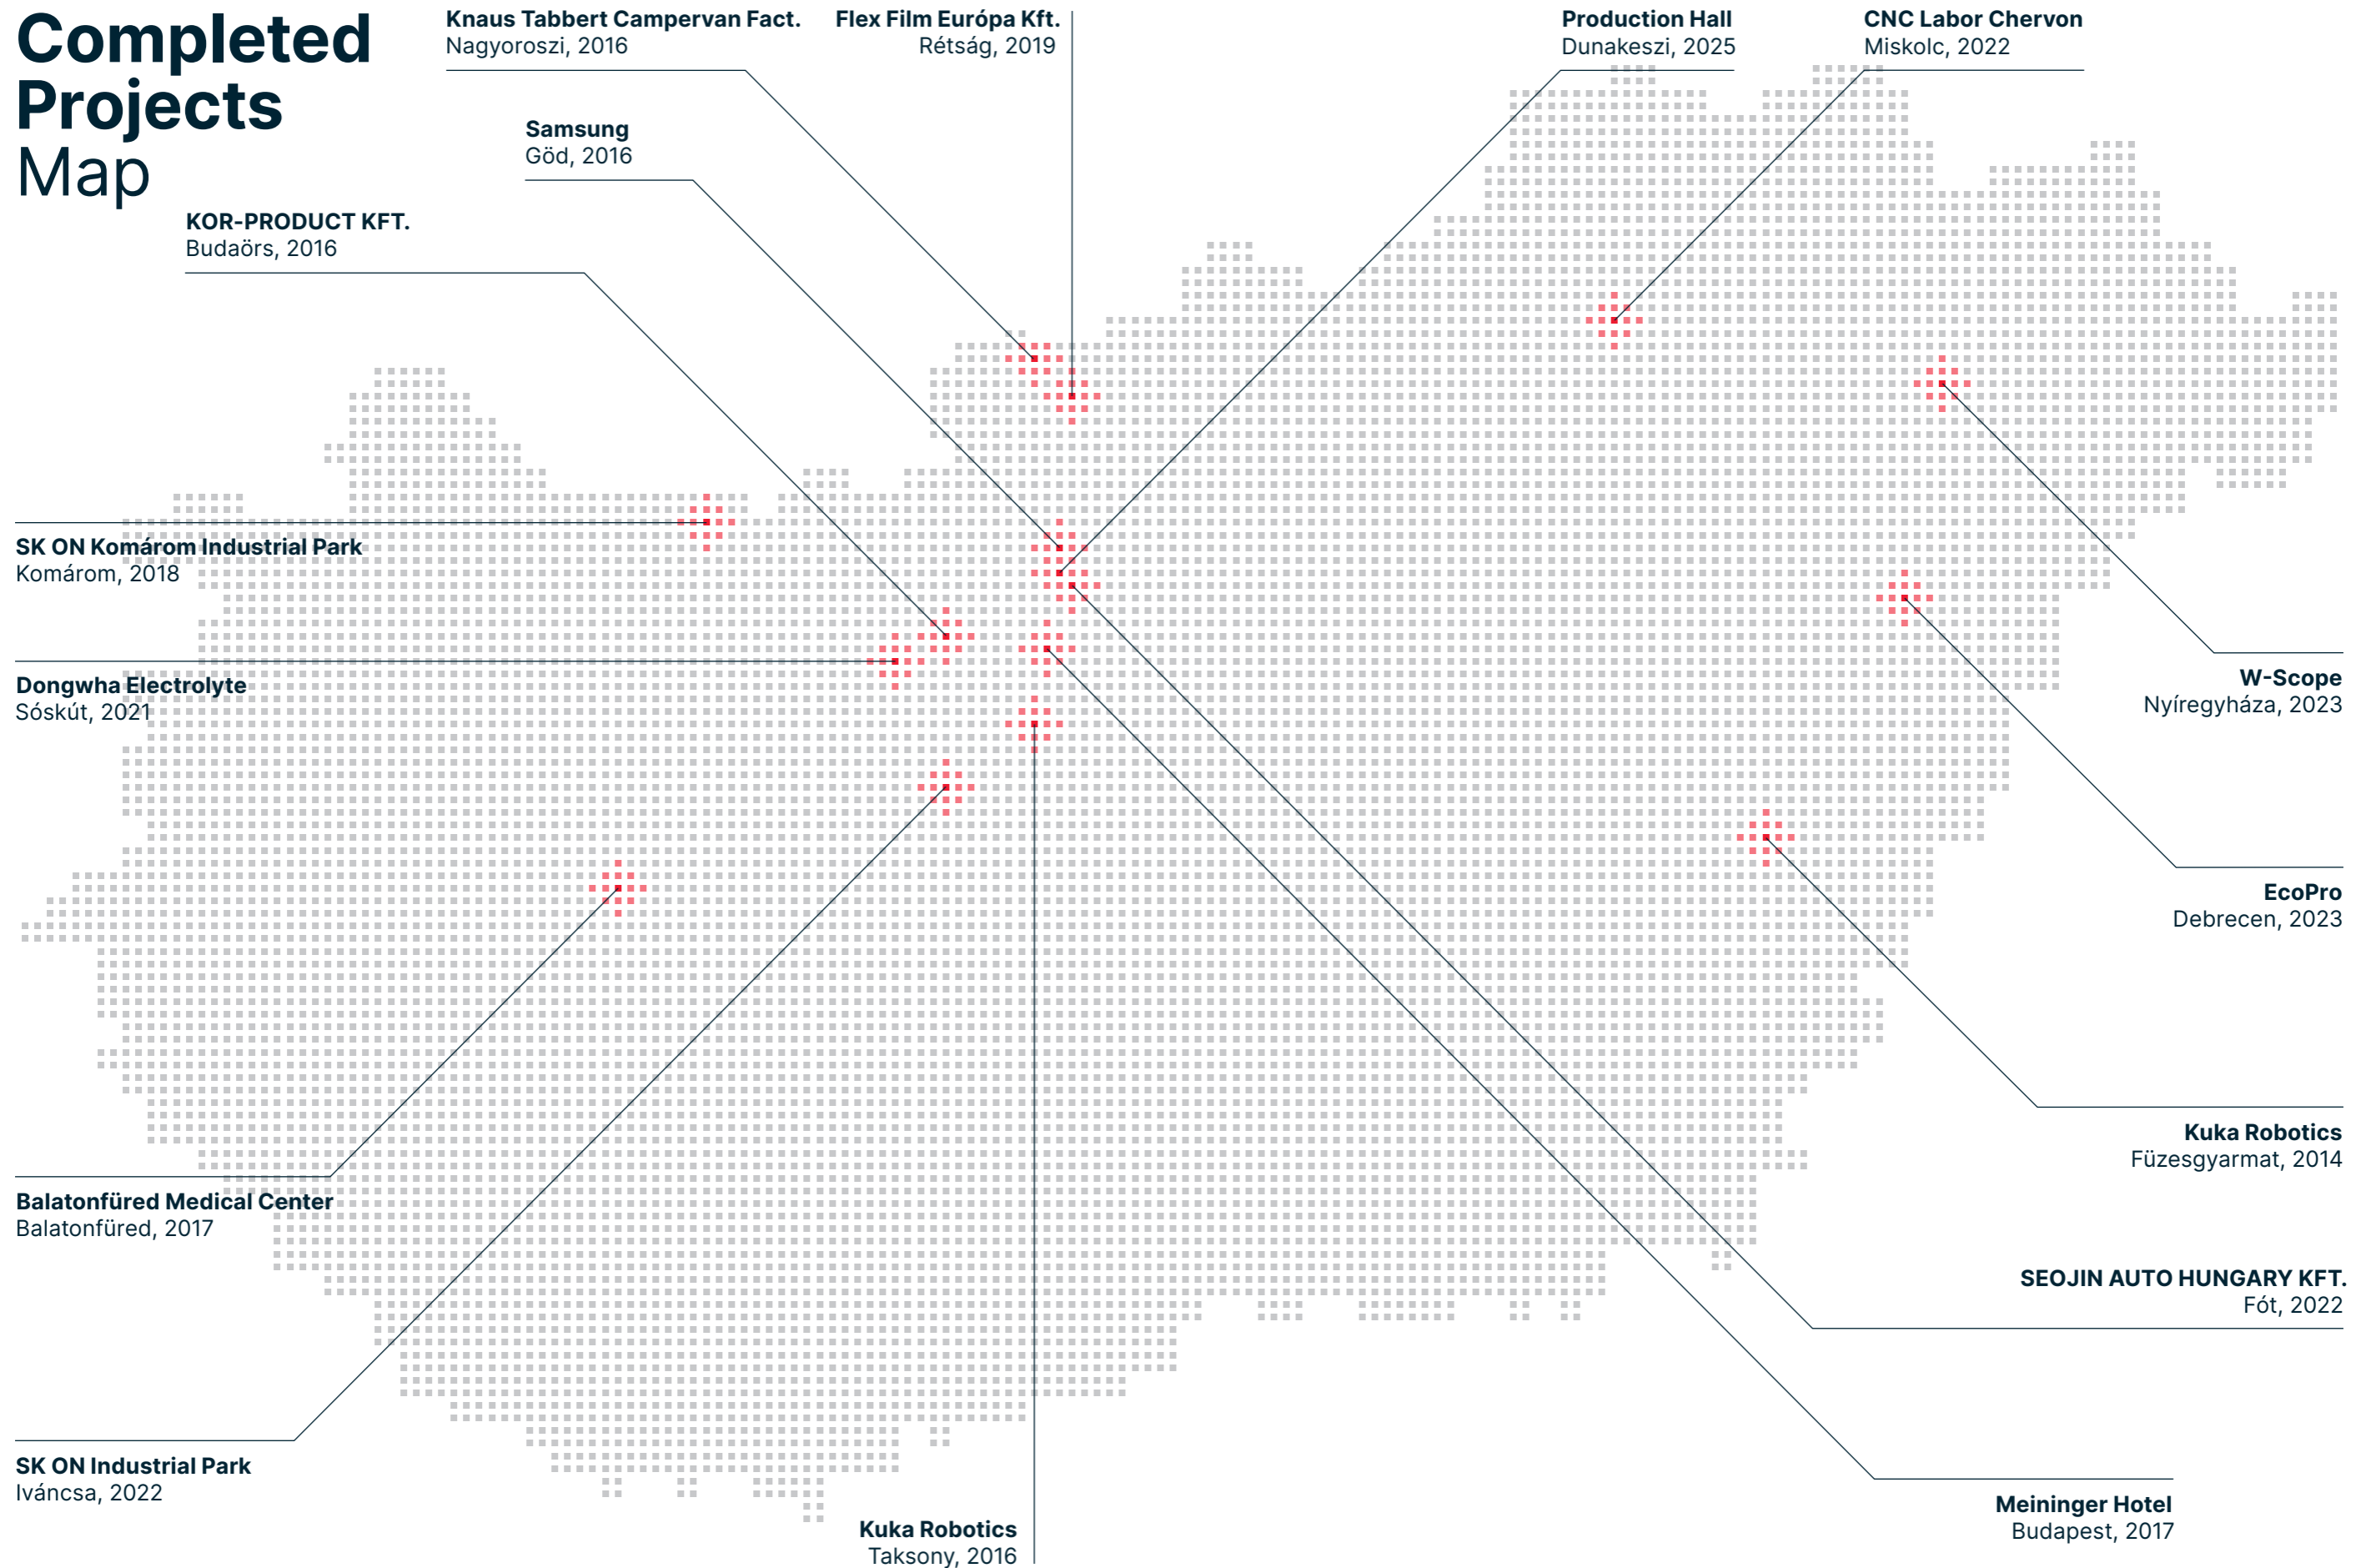 Completed
Projects
Map
Knaus Tabbert Campervan Fact.
Nagyoroszi, 2016
Flex Film Európa Kft.
Rétság, 2019
Production Hall
Dunakeszi, 2025
CNC Labor Chervon
Miskolc, 2022
Samsung
Göd, 2016
KOR-PRODUCT KFT.
Budaörs, 2016
SK ON Komárom Industrial Park
Komárom, 2018
Dongwha Electrolyte
Sóskút, 2021
W-Scope
Nyíregyháza, 2023
EcoPro
Debrecen, 2023
Kuka Robotics
Füzesgyarmat, 2014
Balatonfüred Medical Center
Balatonfüred, 2017
SEOJIN AUTO HUNGARY KFT.
Fót, 2022
SK ON Industrial Park
Iváncsa, 2022
Meininger Hotel
Budapest, 2017
Kuka Robotics
Taksony, 2016